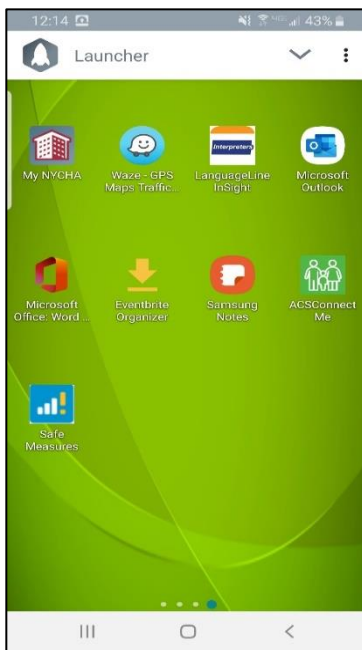 12:14 43%
Launcher
My NYCHA
Waze - GPS
Maps Traffic...
Interpreters
LanguageLine
InSight
Microsoft
Outlook
Microsoft
Office: Word ...
Eventbrite
Organizer
Samsung
Notes
ACSConnect
Me
Safe
Measures